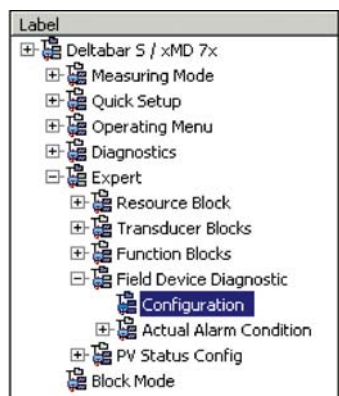 Label
Deltabar S / xMD 7x
Measuring Mode
Quick Setup
Operating Menu
Diagnostics
Expert
Resource Block
Transducer Blocks
Function Blocks
Field Device Diagnostic
Configuration
Actual Alarm Condition
PV Status Config
Block Mode